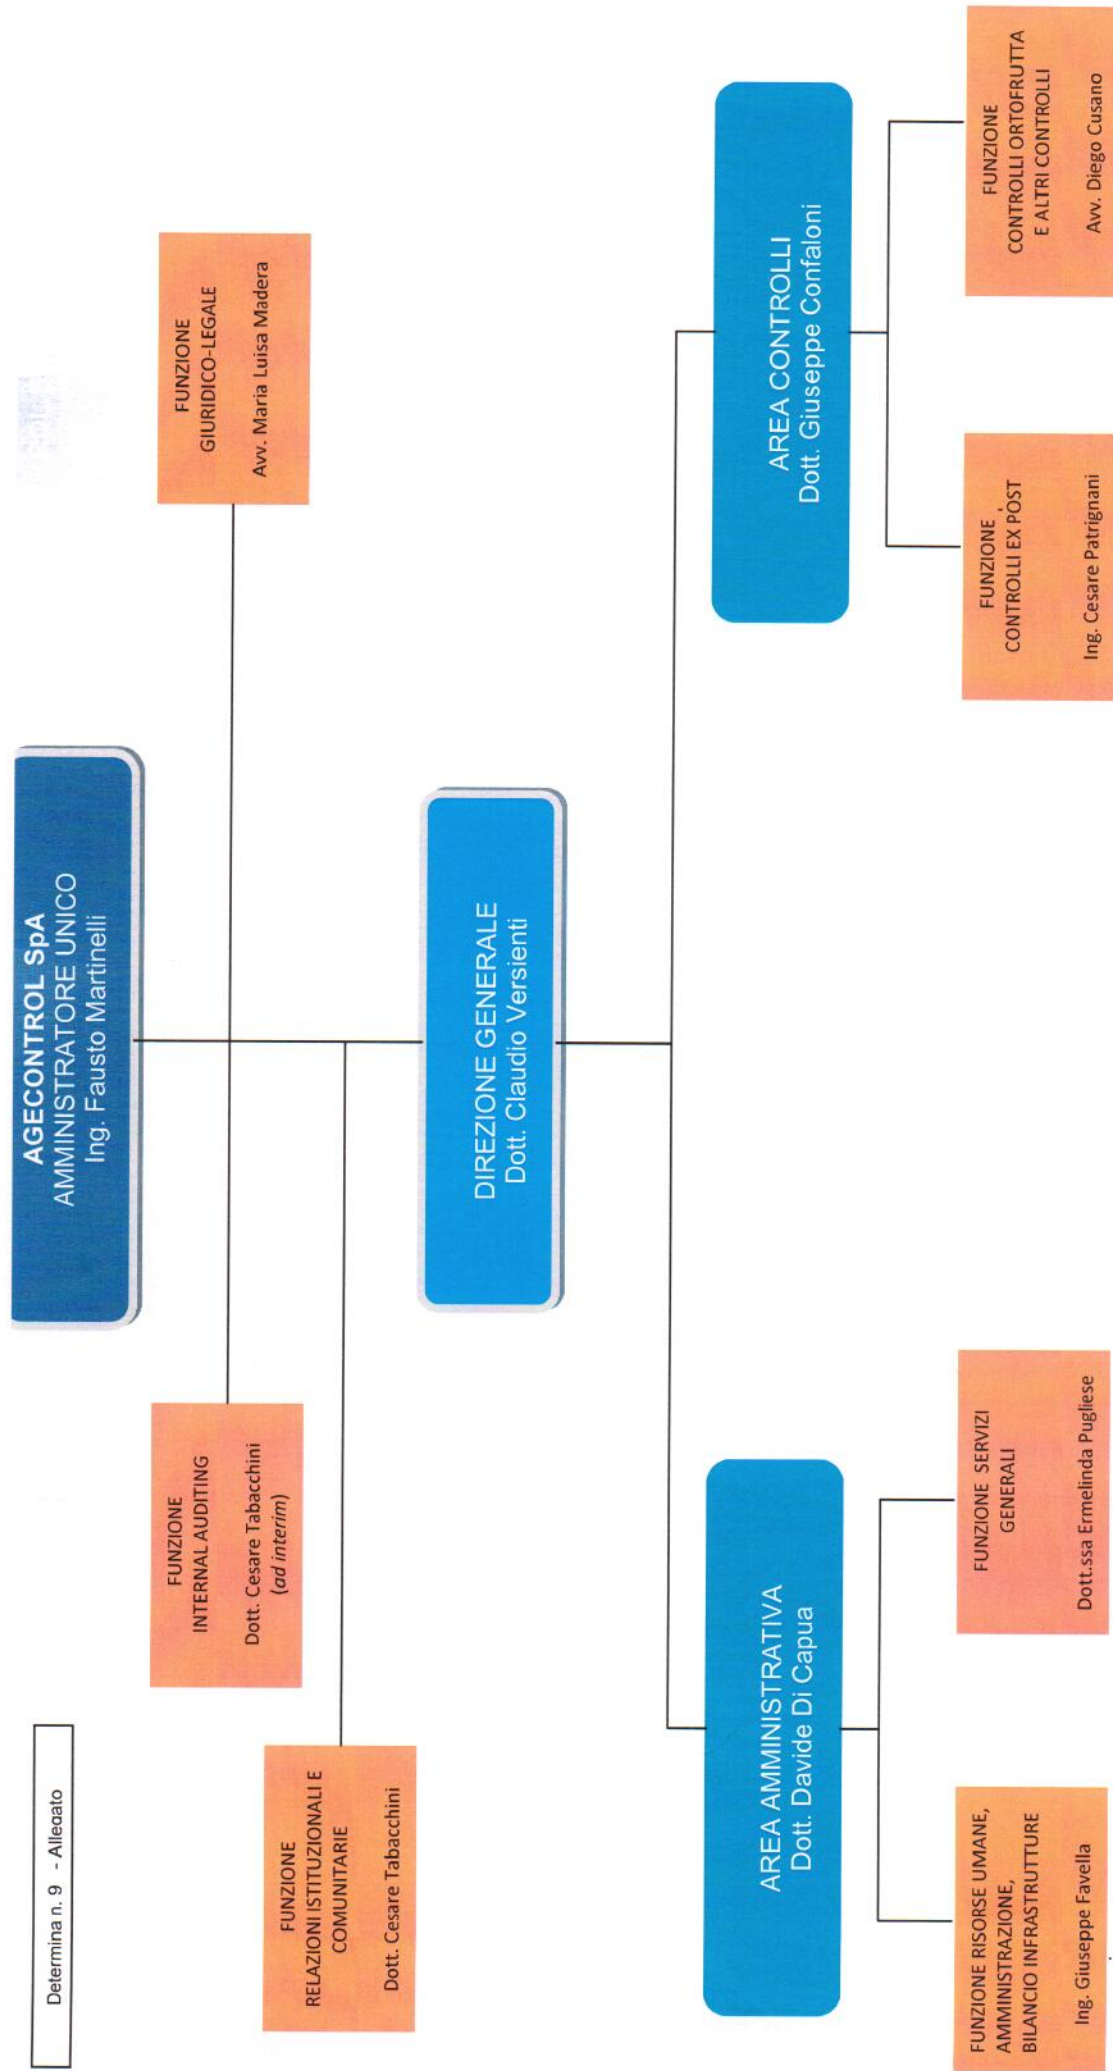 Determina n. 9 - Allegato
AGECONTROL SpA
AMMINISTRATORE UNICO
Ing. Fausto Martinelli
FUNZIONE
INTERNAL AUDITING
Dott. Cesare Tabacchini
(ad interim)
FUNZIONE
GIURIDICO-LEGALE
Avv. Maria Luisa Madera
FUNZIONE
RELAZIONI ISTITUZIONALI E
COMUNITARIE
Dott. Cesare Tabacchini
DIREZIONE GENERALE
Dott. Claudio Versienti
AREA AMMINISTRATIVA
Dott. Davide Di Capua
AREA CONTROLLI
Dott. Giuseppe Confaloni
FUNZIONE RISORSE UMANE,
AMMINISTRAZIONE,
BILANCIO INFRASTRUTTURE
Ing. Giuseppe Favella
FUNZIONE SERVIZI
GENERALI
Dott.ssa Ermelinda Pugliese
FUNZIONE
CONTROLLI EX POST
Ing. Cesare Patrignani
FUNZIONE
CONTROLLI ORTOFRUTTA
E ALTRI CONTROLLI
Avv. Diego Cusano